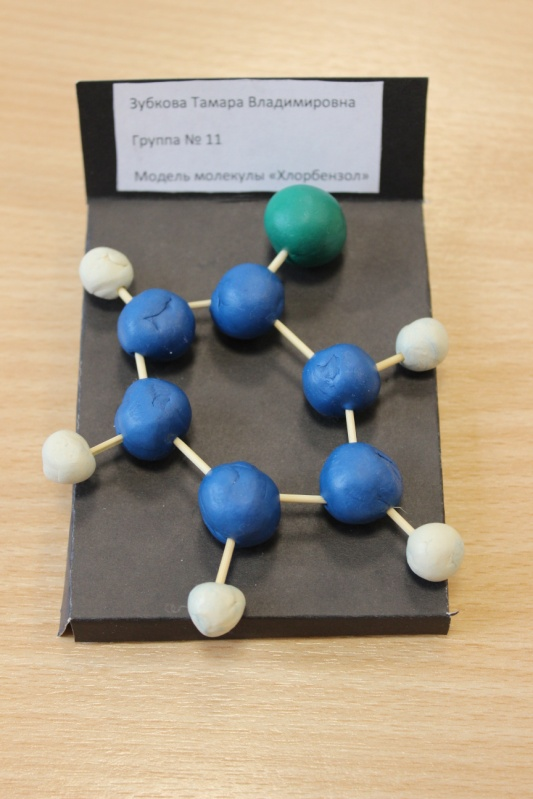 Зубкова Тамара Владимировна
Группа № 11
Модель молекулы «Хлорбензол»